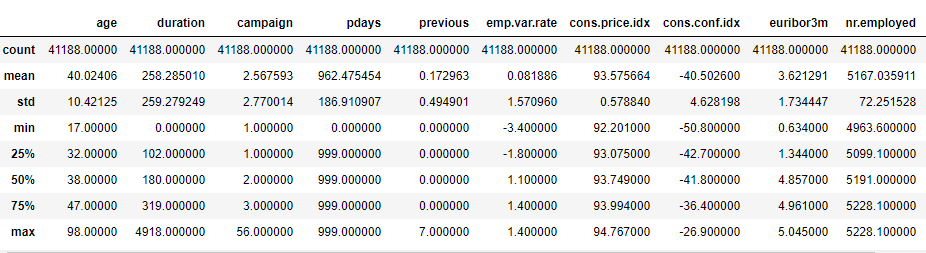 age duration campaign pdays previous emp.var.rate cons.price.idx cons.conf.idx euribor3m nr.employed
count 41188.00000 41188.000000 41188.000000 41188.000000 41188.000000 41188.000000 41188.000000 41188.000000 41188.000000 41188.000000
mean 40.02406 258.285010 2.567593 962.475454 0.172963 0.081886 93.575664 -40.502600 3.621291 5167.035911
std 10.42125 259.279249 2.770014 186.910907 0.494901 1.570960 0.578840 4.628198 1.734447 72.251528
min 17.00000 0.000000 1.000000 0.000000 0.000000 -3.400000 92.201000 -50.800000 0.634000 4963.600000
25% 32.00000 102.000000 1.000000 999.000000 0.000000 -1.800000 93.075000 -42.700000 1.344000 5099.100000
50% 38.00000 180.000000 2.000000 999.000000 0.000000 1.100000 93.749000 -41.800000 4.857000 5191.000000
75% 47.00000 319.000000 3.000000 999.000000 0.000000 1.400000 93.994000 -36.400000 4.961000 5228.100000
max 98.00000 4918.000000 56.000000 999.000000 7.000000 1.400000 94.767000 -26.900000 5.045000 5228.100000